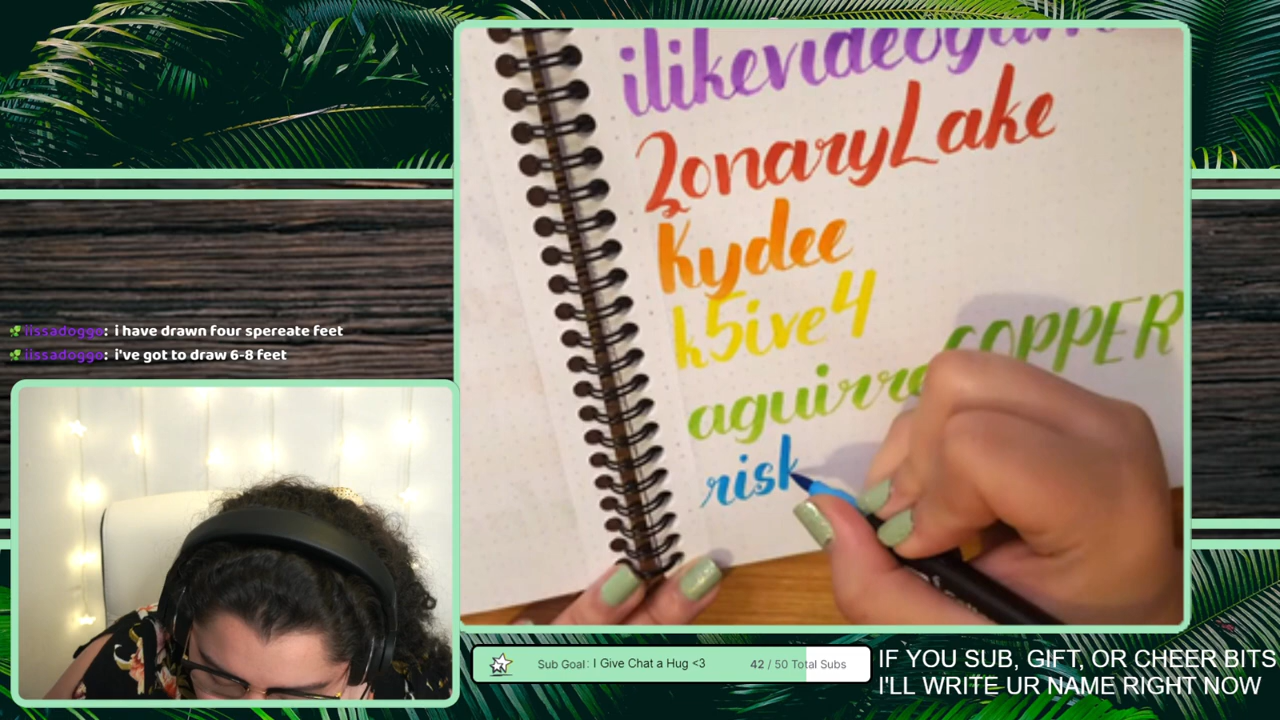 2onaryLake
Kydee
k5ive4
COPPER
risk
iissadoggo: i have drawn four spereate feet
iissadoggo: i've got to draw 6-8 feet
Sub Goal: I Give Chat a Hug <3 42 / 50 Total Subs
IF YOU SUB, GIFT, OR CHEER BITS
I'LL WRITE UR NAME RIGHT NOW